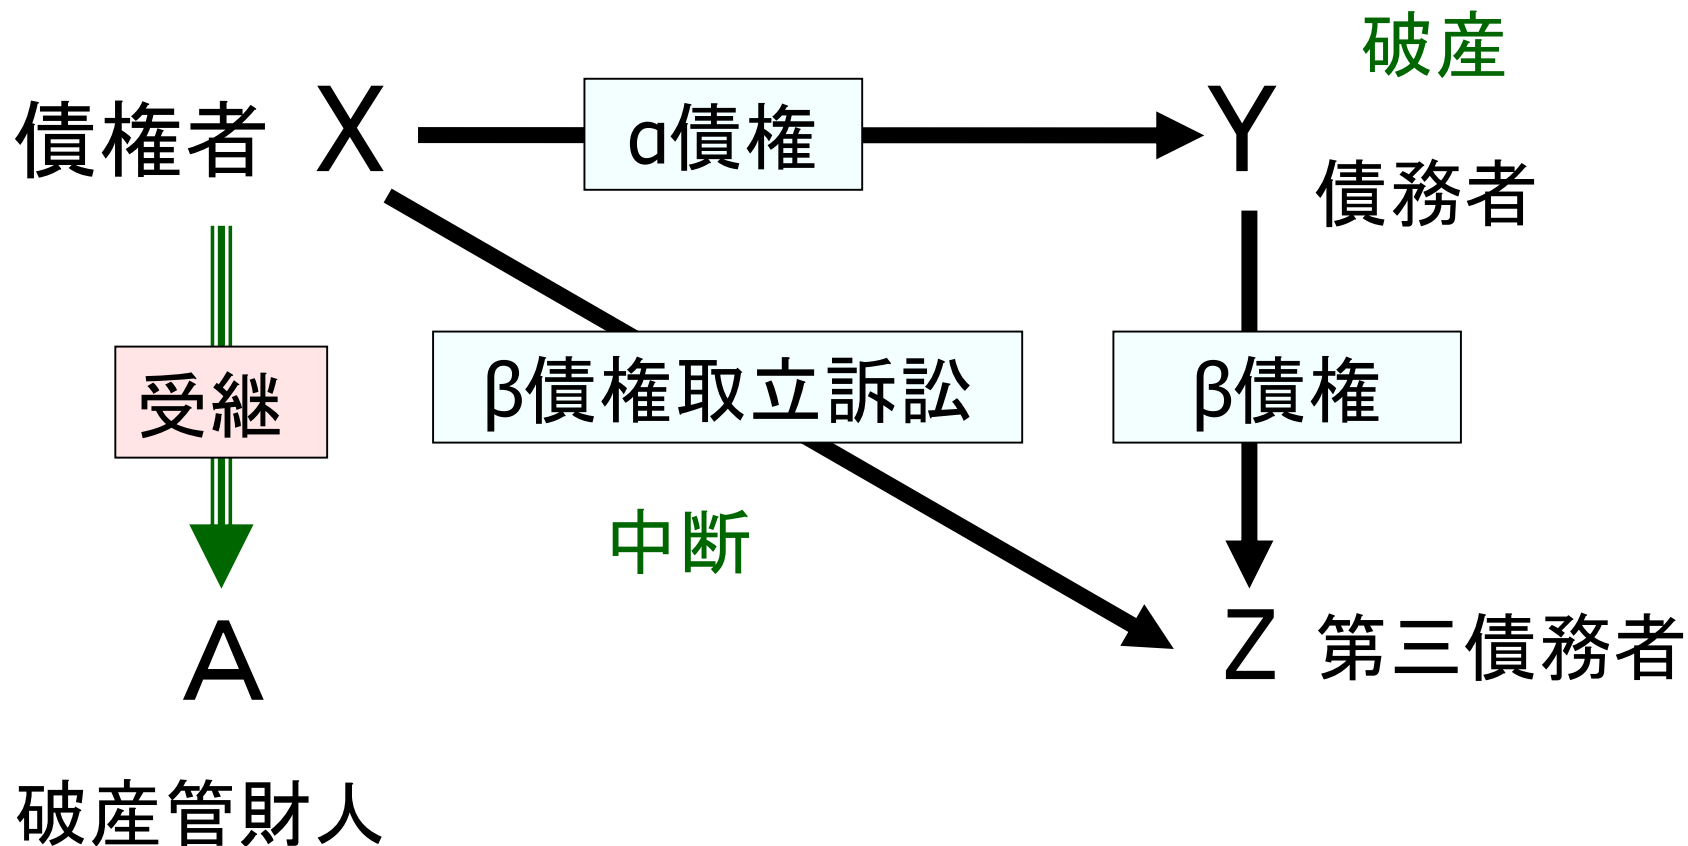 破産
債権者 X
α債権
Y
債務者
受継
β債権取立訴訟
β債権
中断
A
Z 第三債務者
破産管財人